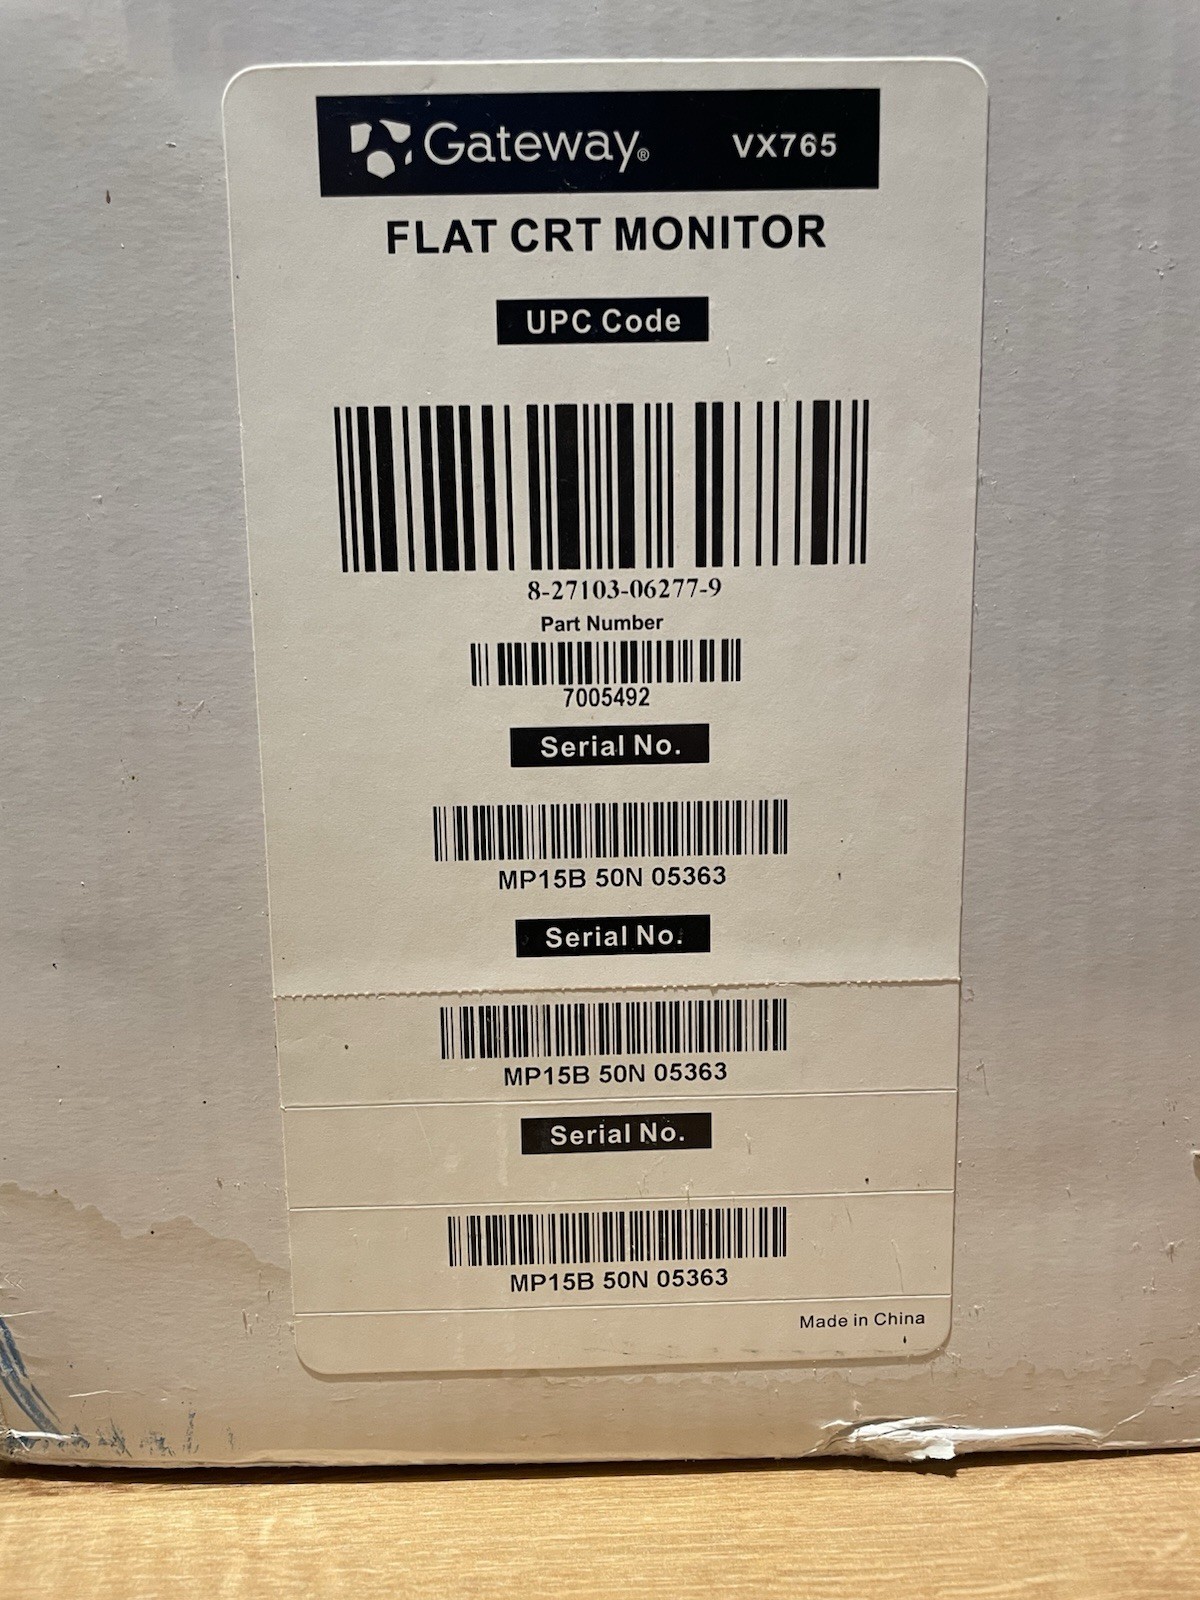 Gateway® VX765
FLAT CRT MONITOR
UPC Code
8-27103-06277-9
Part Number
7005492
Serial No.
MP15B 50N 05363
Serial No.
MP15B 50N 05363
Serial No.
MP15B 50N 05363
Made in China